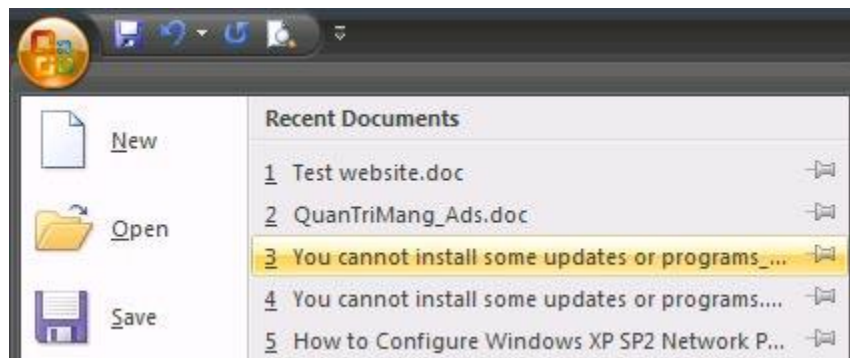 New
Open
Save
Recent Documents
1 Test website.doc
2 QuanTriMang_Ads.doc
3 You cannot install some updates or programs_...
4 You cannot install some updates or programs....
5 How to Configure Windows XP SP2 Network P...